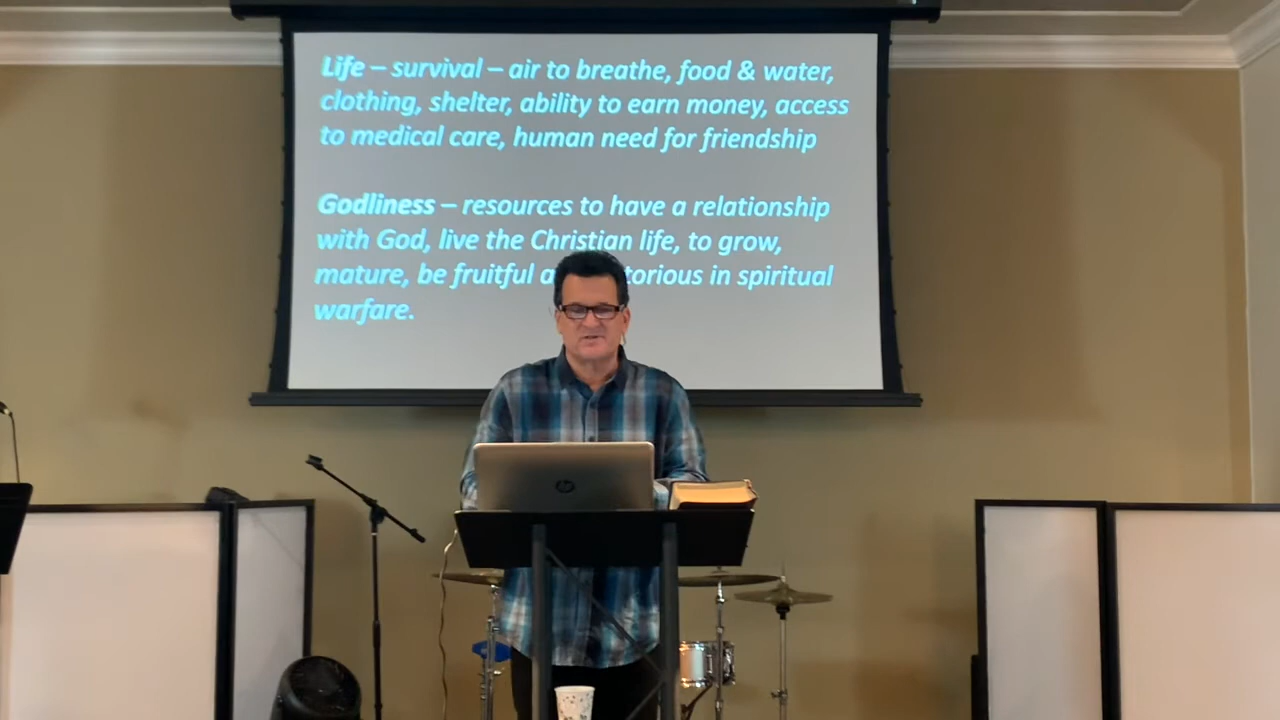 Life – survival – air to breathe, food & water,
clothing, shelter, ability to earn money, access
to medical care, human need for friendship
Godliness – resources to have a relationship
with God, live the Christian life, to grow,
mature, be fruitful a torious in spiritual
warfare.
hp